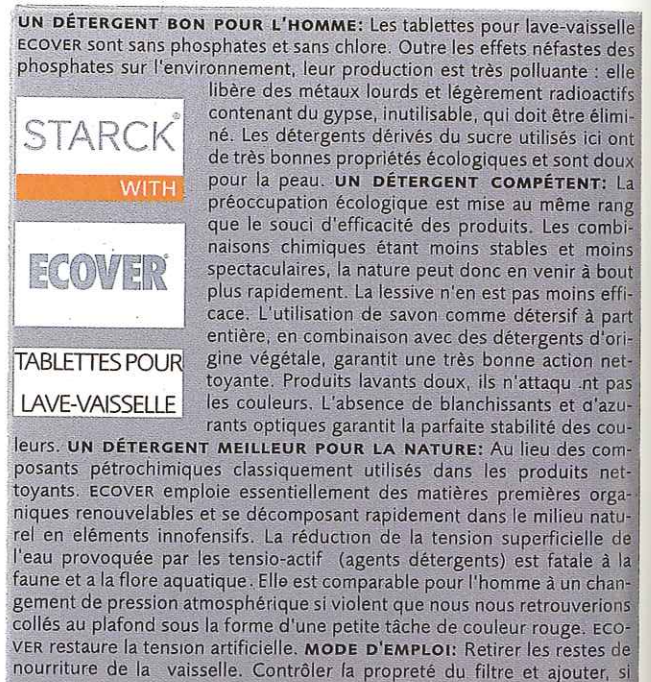 UN DÉTERGENT BON POUR L'HOMME: Les tablettes pour lave-vaisselle
ECOVER sont sans phosphates et sans chlore. Outre les effets néfastes des
phosphates sur l'environnement, leur production est très polluante : elle
libère des métaux lourds et légèrement radioactifs
contenant du gypse, inutilisable, qui doit être élimi-
né. Les détergents dérivés du sucre utilisés ici ont
de très bonnes propriétés écologiques et sont doux
pour la peau. UN DÉTERGENT COMPÉTENT: La
préoccupation écologique est mise au même rang
que le souci d'efficacité des produits. Les combi-
naisons chimiques étant moins stables et moins
spectaculaires, la nature peut donc en venir à bout
plus rapidement. La lessive n'en est pas moins effi-
cace. L'utilisation de savon comme détersif à part
entière, en combinaison avec des détergents d'ori-
gine végétale, garantit une très bonne action net-
toyante. Produits lavants doux, ils n'attaqu .nt pas
les couleurs. L'absence de blanchissants et d'azu-
rants optiques garantit la parfaite stabilité des cou-
STARCK®
WITH
ECOVER®
TABLETTES POUR
LAVE-VAISSELLE
leurs. UN DÉTERGENT MEILLEUR POUR LA NATURE: Au lieu des com-
posants pétrochimiques classiquement utilisés dans les produits net-
toyants. ECOVER emploie essentiellement des matières premières orga-
niques renouvelables et se décomposant rapidement dans le milieu natu-
rel en eléments innofensifs. La réduction de la tension superficielle de
l'eau provoquée par les tensio-actif (agents détergents) est fatale à la
faune et a la flore aquatique. Elle est comparable pour l'homme à un chan-
gement de pression atmosphérique si violent que nous nous retrouverions
collés au plafond sous la forme d'une petite tâche de couleur rouge. ECO-
VER restaure la tension artificielle. MODE D'EMPLOI: Retirer les restes de
nourriture de la vaisselle. Contrôler la propreté du filtre et ajouter, si